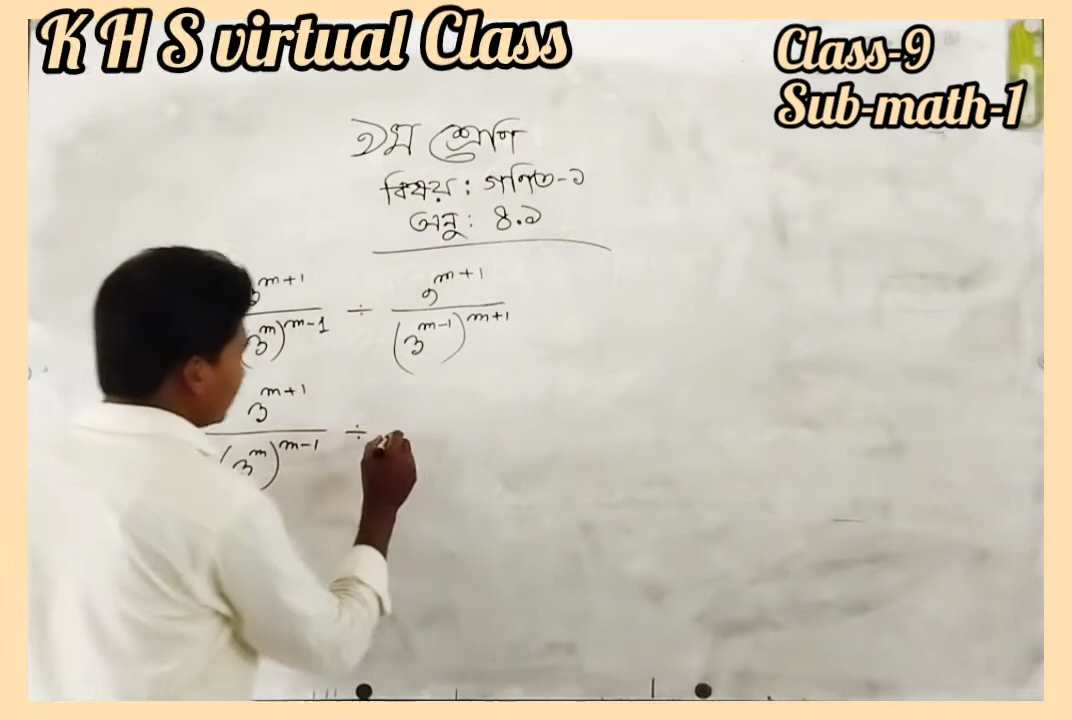 K H S virtual Class
Class-9
Sub-math-1
৯ম শ্রেণি
বিষয় : গণিত-১
অনু : ৪.১
3^{m+1} / (3^m)^{m-1} ÷ 9^{m+1} / (3^{m-1})^{m+1}
3^{m+1} / (3^m)^{m-1} ÷